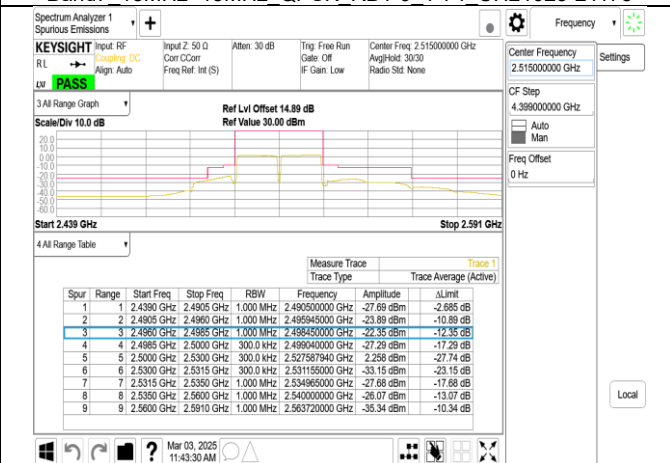 Spectrum Analyzer 1
Spurious Emissions
Frequency
KEYSIGHT
RL
PASS
Input: RF
Coupling: DC
Align: Auto
Input Z: 50 Ω
Corr CCorr
Freq Ref: Int (S)
Atten: 30 dB
Trig: Free Run
Gate: Off
IF Gain: Low
Center Freq: 2.515000000 GHz
Avg|Hold: 30/30
Radio Std: None
Center Frequency
2.515000000 GHz
Settings
CF Step
4.399000000 GHz
Auto
Man
Freq Offset
0 Hz
3 All Range Graph
Scale/Div 10.0 dB
Ref Lvl Offset 14.89 dB
Ref Value 30.00 dBm
20.0
10.0
0.00
-10.0
-20.0
-30.0
-40.0
-50.0
-60.0
Start 2.439 GHz
Stop 2.591 GHz
4 All Range Table
Measure Trace Trace 1
Trace Type Trace Average (Active)
Spur Range Start Freq Stop Freq RBW Frequency Amplitude ΔLimit
1 1 2.4390 GHz 2.4905 GHz 1.000 MHz 2.490500000 GHz -27.69 dBm -2.685 dB
2 2 2.4905 GHz 2.4960 GHz 1.000 MHz 2.495945000 GHz -23.89 dBm -10.89 dB
3 3 2.4960 GHz 2.4985 GHz 1.000 MHz 2.498450000 GHz -22.35 dBm -12.35 dB
4 4 2.4985 GHz 2.5000 GHz 300.0 kHz 2.499040000 GHz -27.29 dBm -17.29 dB
5 5 2.5000 GHz 2.5300 GHz 300.0 kHz 2.527587940 GHz 2.258 dBm -27.74 dB
6 6 2.5300 GHz 2.5315 GHz 300.0 kHz 2.531155000 GHz -33.15 dBm -23.15 dB
7 7 2.5315 GHz 2.5350 GHz 1.000 MHz 2.534965000 GHz -27.68 dBm -17.68 dB
8 8 2.5350 GHz 2.5600 GHz 1.000 MHz 2.540000000 GHz -26.07 dBm -13.07 dB
9 9 2.5600 GHz 2.5910 GHz 1.000 MHz 2.563720000 GHz -35.34 dBm -10.34 dB
Local
Mar 03, 2025
11:43:30 AM